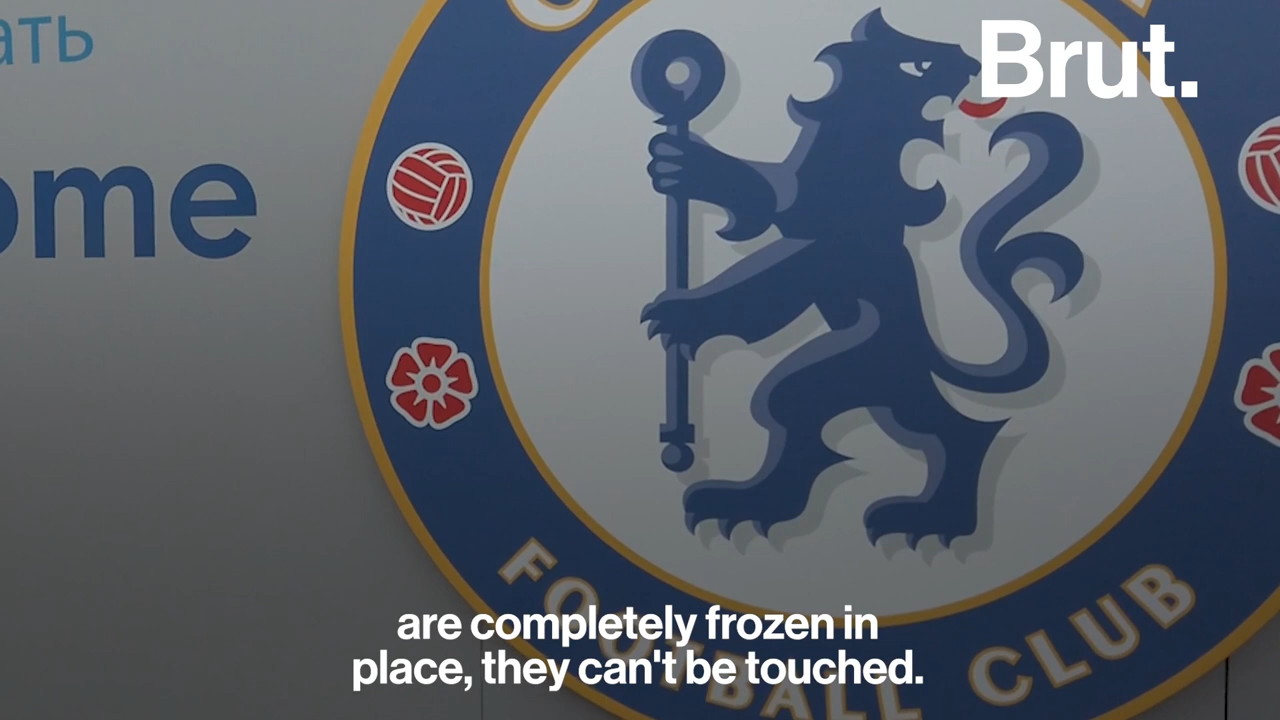 ать
Brut.
ome
are completely frozen in
place, they can't be touched.
FOOTBALL CLUB